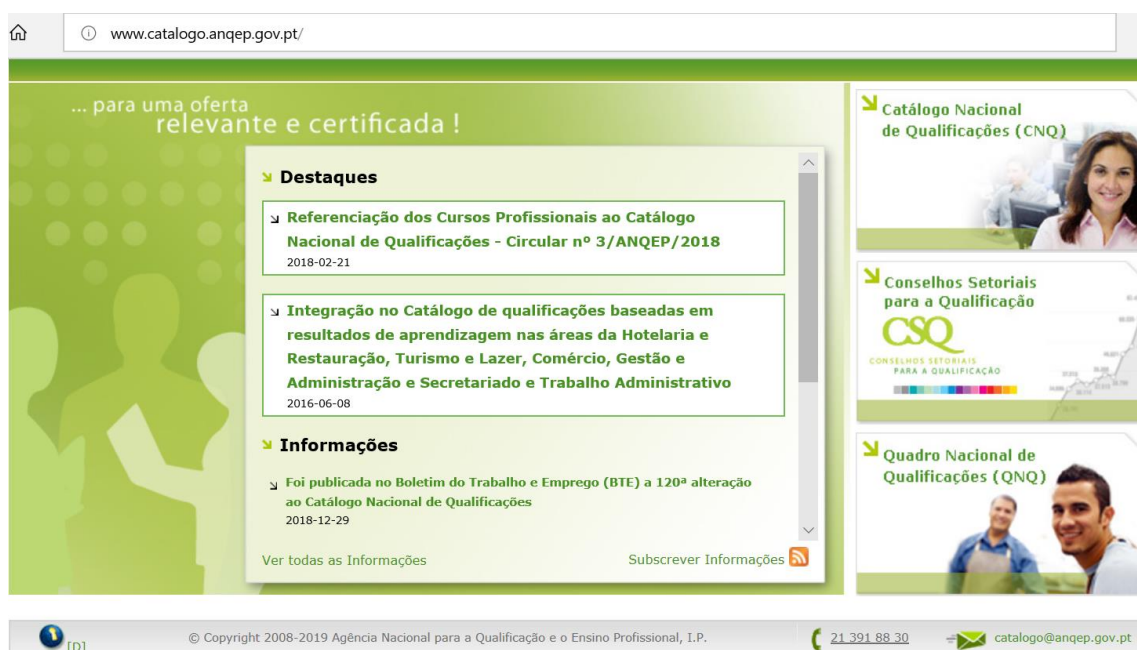 www.catalogo.anqep.gov.pt/
... para uma oferta
relevante e certificada !
Destaques
Referenciação dos Cursos Profissionais ao Catálogo
Nacional de Qualificações - Circular nº 3/ANQEP/2018
2018-02-21
Integração no Catálogo de qualificações baseadas em
resultados de aprendizagem nas áreas da Hotelaria e
Restauração, Turismo e Lazer, Comércio, Gestão e
Administração e Secretariado e Trabalho Administrativo
2016-06-08
Informações
Foi publicada no Boletim do Trabalho e Emprego (BTE) a 120ª alteração
ao Catálogo Nacional de Qualificações
2018-12-29
Ver todas as Informações
Subscrever Informações
Catálogo Nacional
de Qualificações (CNQ)
Conselhos Setoriais
para a Qualificação
CSQ
CONSELHOS SETORIAIS
PARA A QUALIFICAÇÃO
Quadro Nacional de
Qualificações (QNQ)
[D]
© Copyright 2008-2019 Agência Nacional para a Qualificação e o Ensino Profissional, I.P.
21 391 88 30
catalogo@anqep.gov.pt